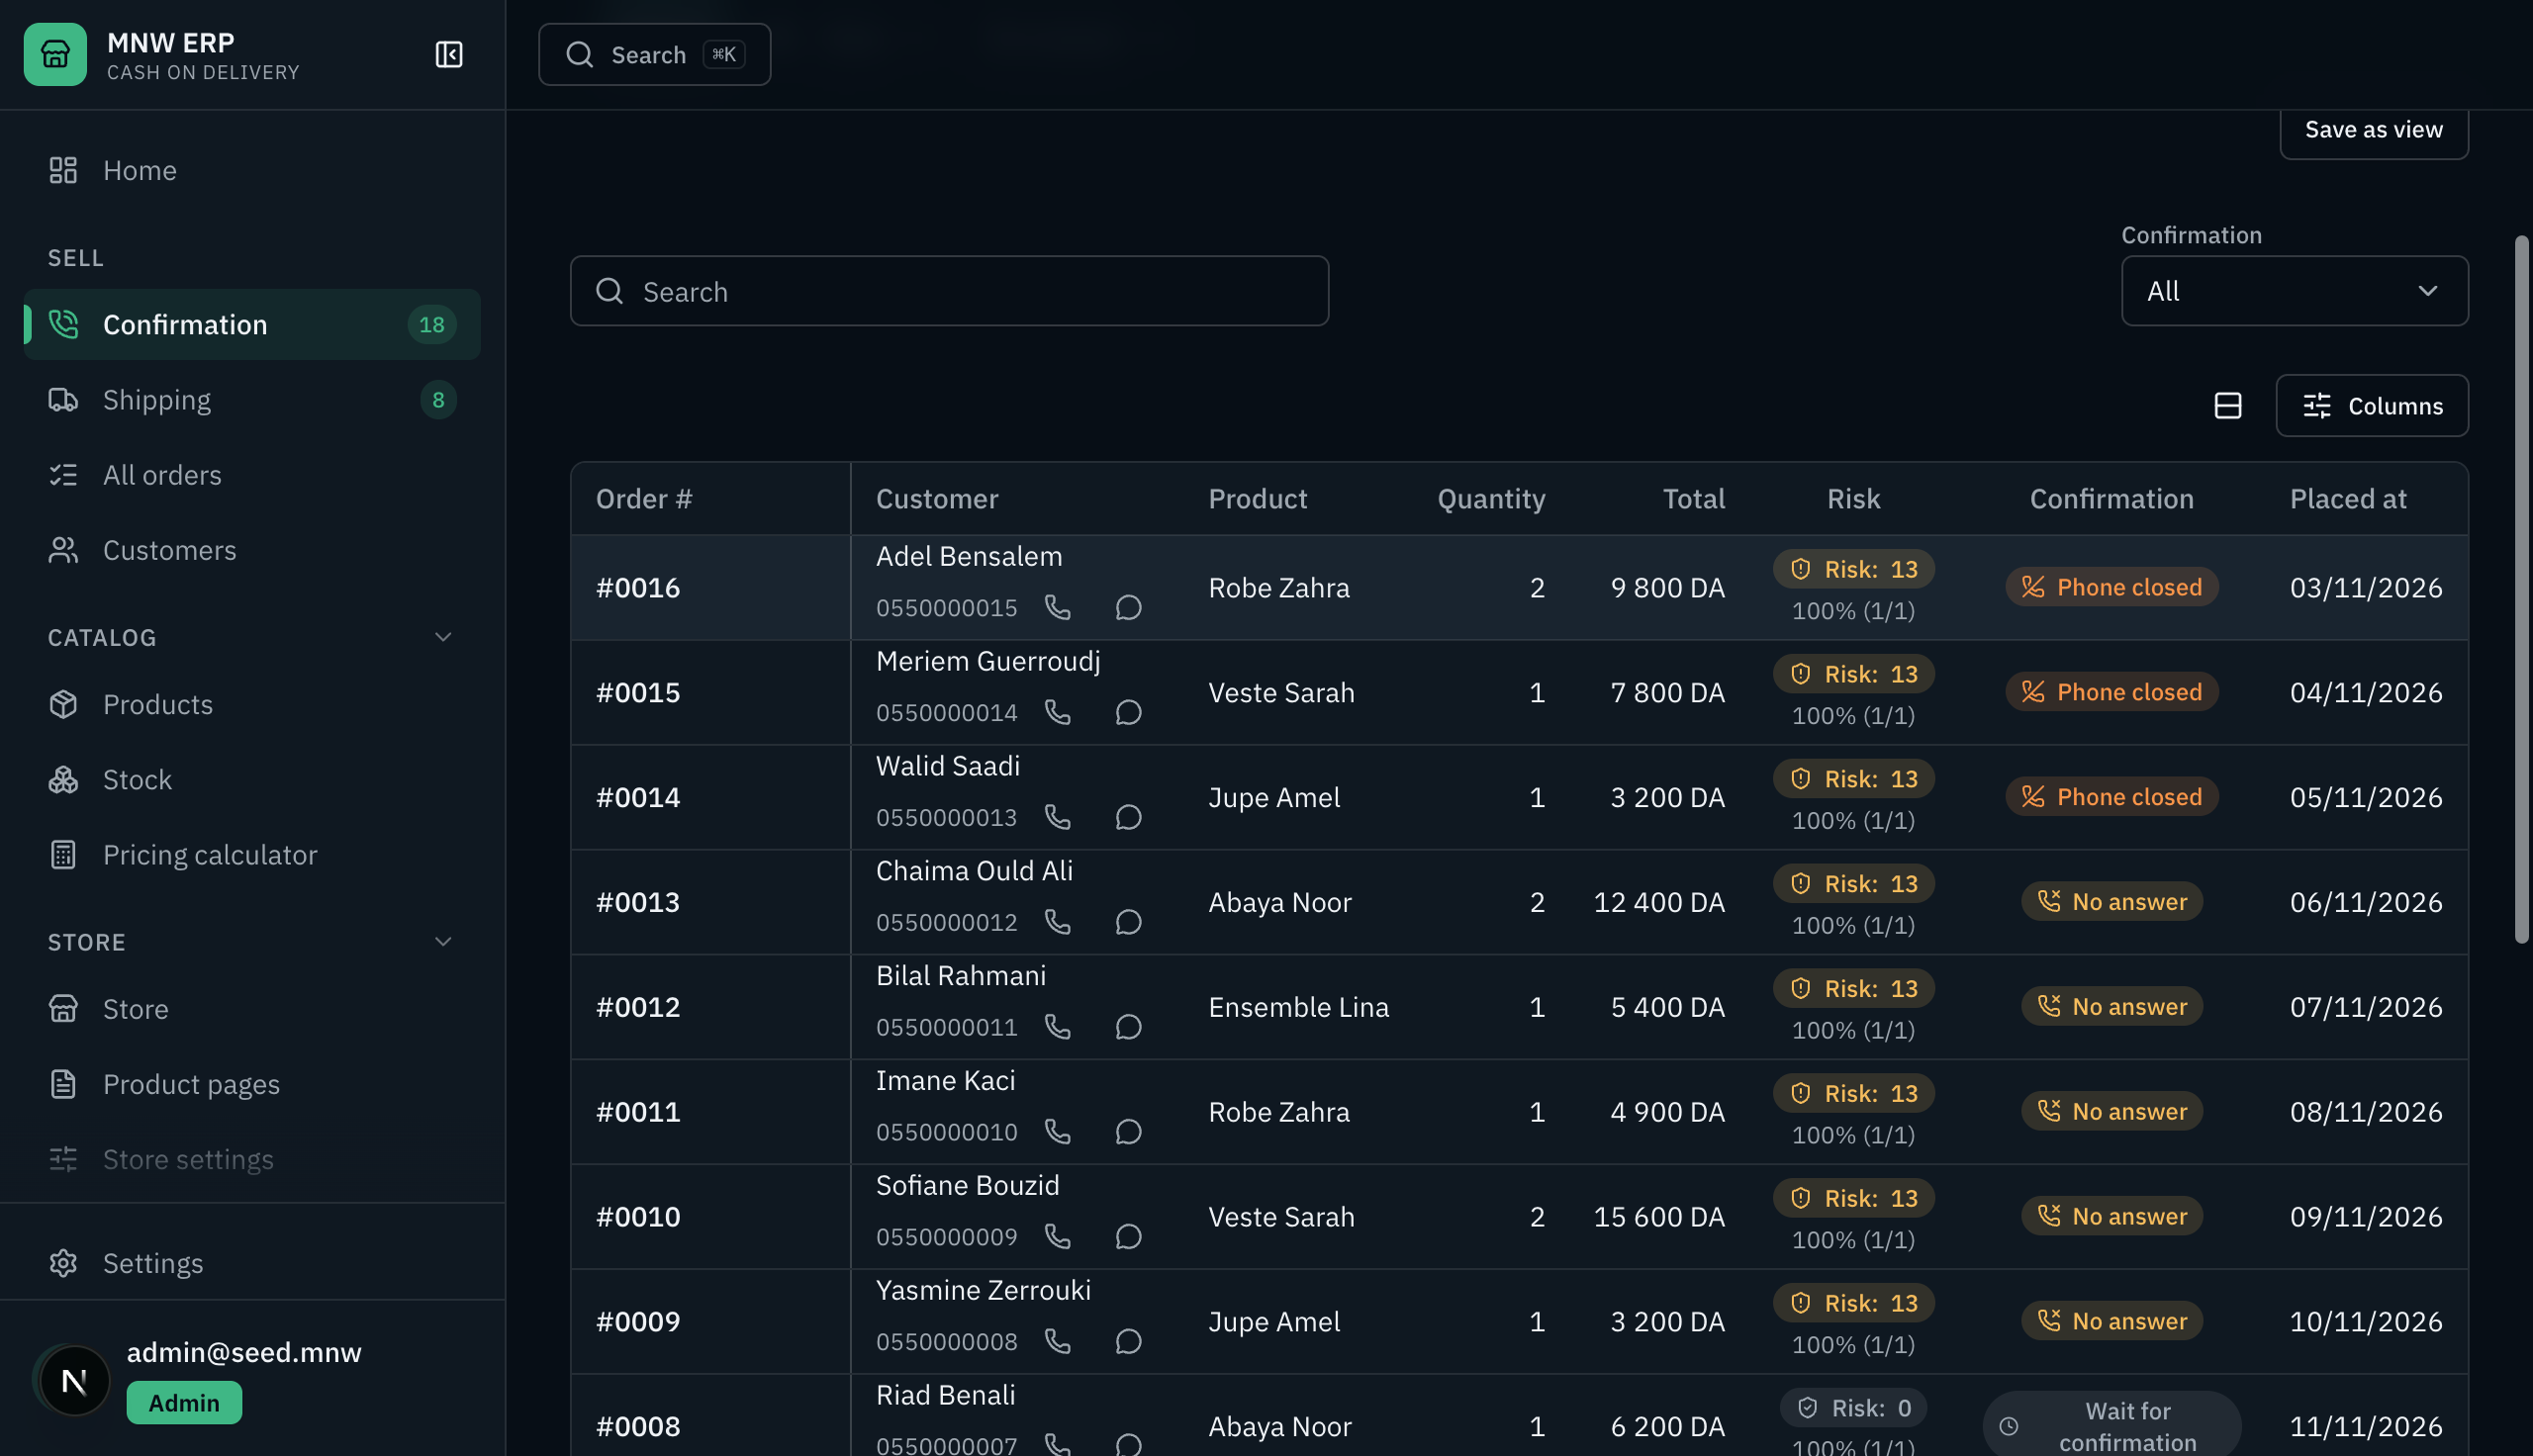 MNW ERP
CASH ON DELIVERY
Search ⌘K
Home
SELL
Confirmation 18
Shipping 8
All orders
Customers
CATALOG
Products
Stock
Pricing calculator
STORE
Store
Product pages
Store settings
Settings
N
admin@seed.mnw
Admin
Save as view
Confirmation
Search
All
Columns
Order # Customer Product Quantity Total Risk Confirmation Placed at
#0016 Adel Bensalem 0550000015 Robe Zahra 2 9 800 DA Risk: 13 100% (1/1) Phone closed 03/11/2026
#0015 Meriem Guerroudj 0550000014 Veste Sarah 1 7 800 DA Risk: 13 100% (1/1) Phone closed 04/11/2026
#0014 Walid Saadi 0550000013 Jupe Amel 1 3 200 DA Risk: 13 100% (1/1) Phone closed 05/11/2026
#0013 Chaima Ould Ali 0550000012 Abaya Noor 2 12 400 DA Risk: 13 100% (1/1) No answer 06/11/2026
#0012 Bilal Rahmani 0550000011 Ensemble Lina 1 5 400 DA Risk: 13 100% (1/1) No answer 07/11/2026
#0011 Imane Kaci 0550000010 Robe Zahra 1 4 900 DA Risk: 13 100% (1/1) No answer 08/11/2026
#0010 Sofiane Bouzid 0550000009 Veste Sarah 2 15 600 DA Risk: 13 100% (1/1) No answer 09/11/2026
#0009 Yasmine Zerrouki 0550000008 Jupe Amel 1 3 200 DA Risk: 13 100% (1/1) No answer 10/11/2026
#0008 Riad Benali 0550000007 Abaya Noor 1 6 200 DA Risk: 0 100% (1/1) Wait for confirmation 11/11/2026